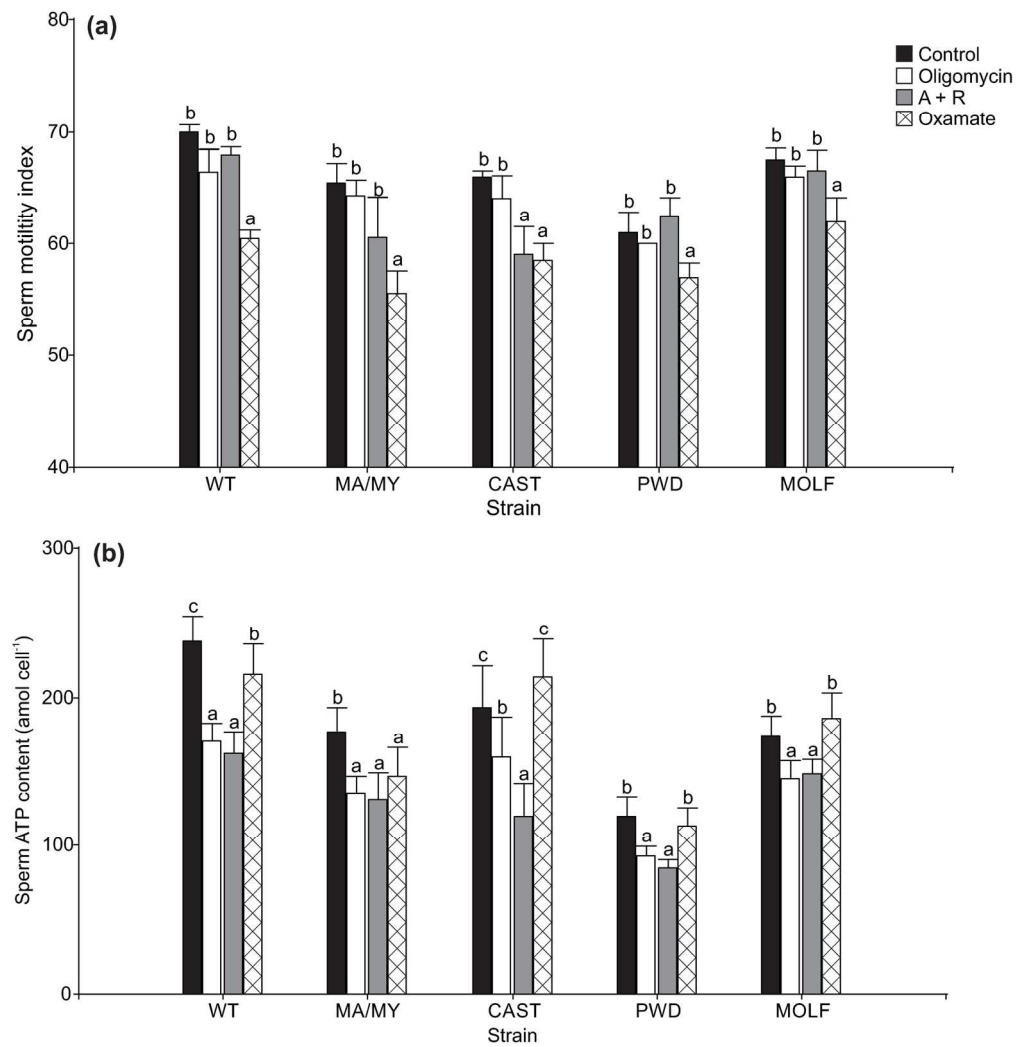 (a)
80
70
60
50
40
Sperm motiltity index
Control
Oligomycin
A + R
Oxamate
b b b a
b b b a
b b a a
b b b a
b b b a
WT MA/MY CAST PWD MOLF
Strain
(b)
300
200
100
0
Sperm ATP content (amol cell⁻¹)
c a a b
b a a a
c b a c
b a a b
b a a b
WT MA/MY CAST PWD MOLF
Strain